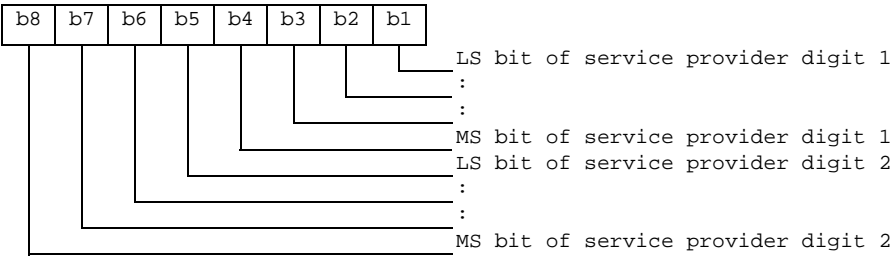 b8 b7 b6 b5 b4 b3 b2 b1
LS bit of service provider digit 1
:
:
MS bit of service provider digit 1
LS bit of service provider digit 2
:
:
MS bit of service provider digit 2